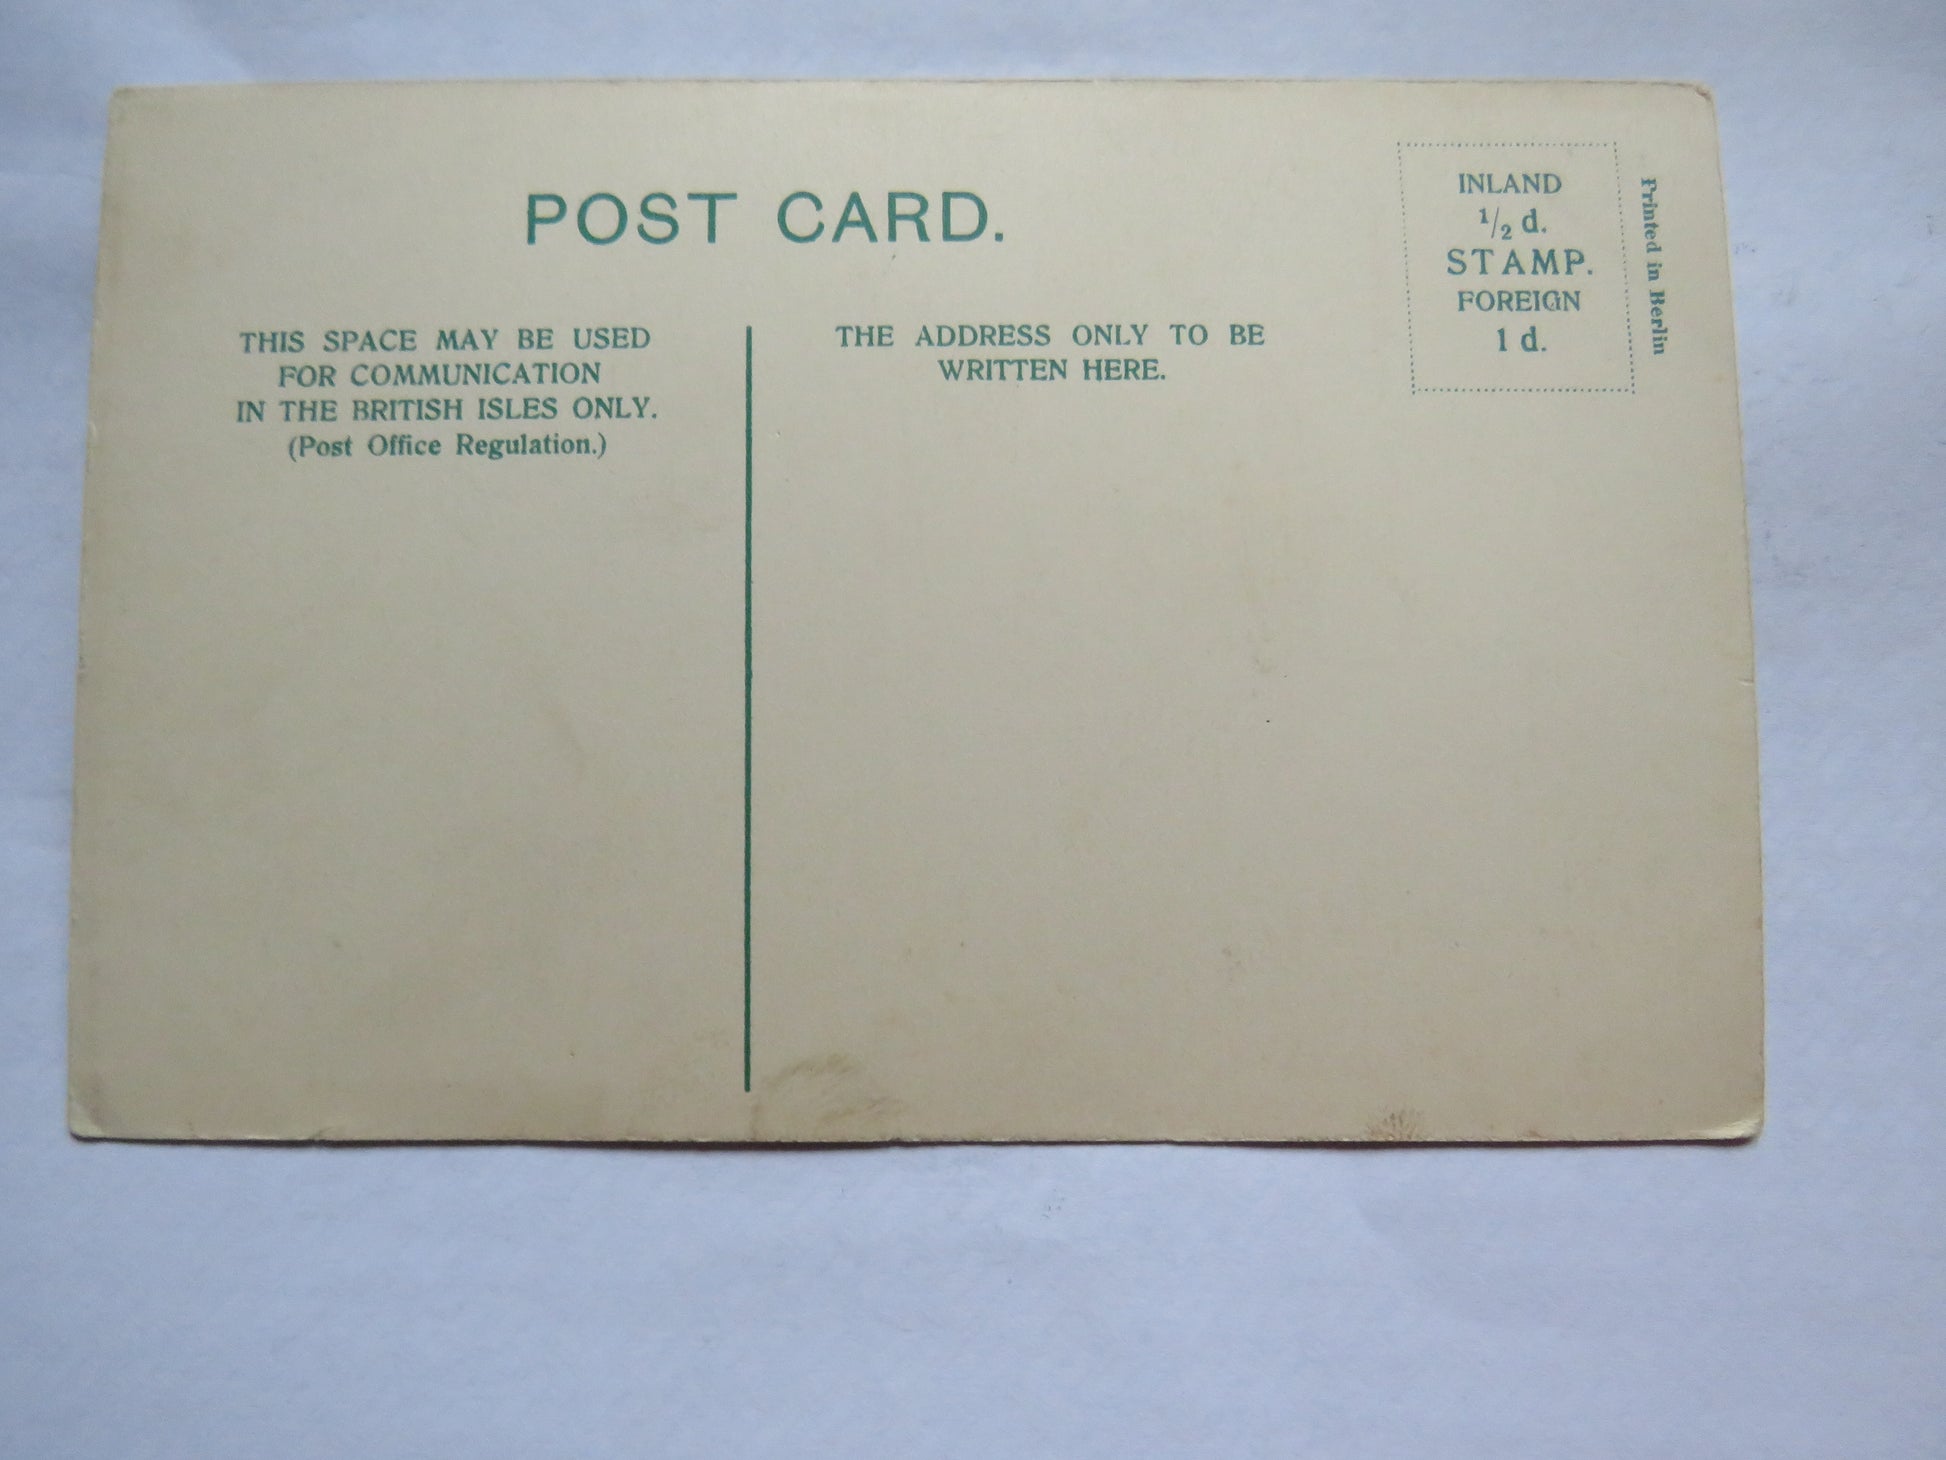 POST CARD.
INLAND
1/2 d.
STAMP.
FOREIGN
1 d.
Printed in Berlin
THIS SPACE MAY BE USED
FOR COMMUNICATION
IN THE BRITISH ISLES ONLY.
(Post Office Regulation.)
THE ADDRESS ONLY TO BE
WRITTEN HERE.